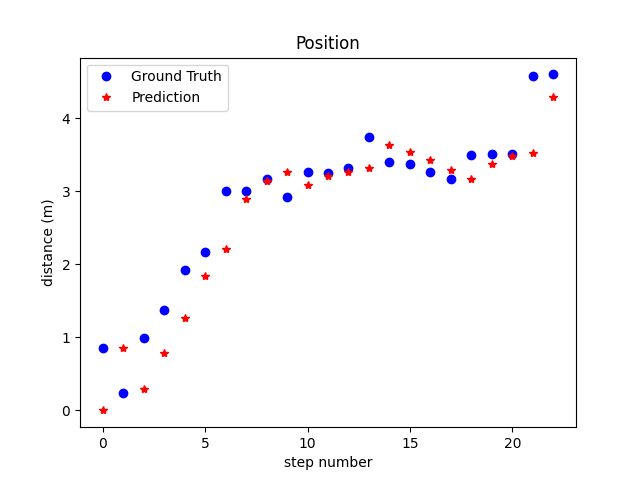 Position
Ground Truth
Prediction
distance (m)
4
3
2
1
0
0
5
10
15
20
step number